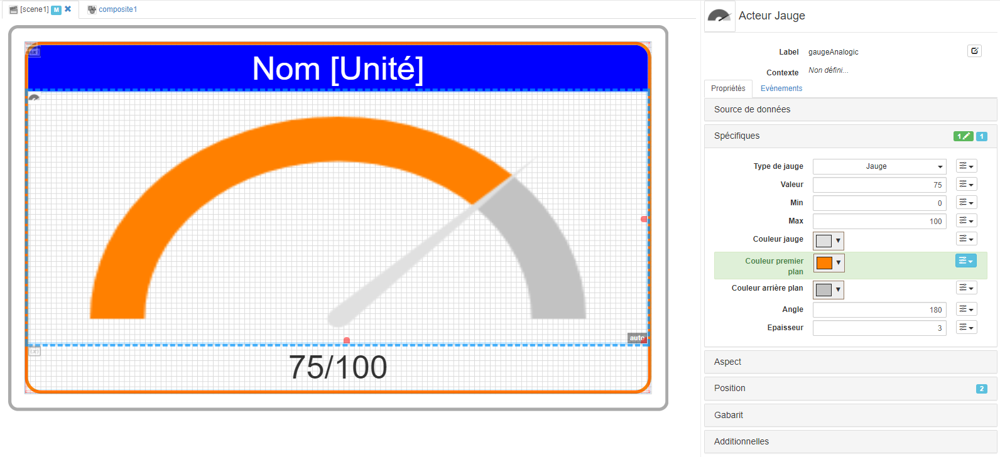 [scene1] M
composite1
Nom [Unité]
auto
75/100
Acteur Jauge
Label gaugeAnalogic
Contexte Non défini...
Propriétés Evénements
Source de données
Spécifiques 1 1
Type de jauge Jauge
Valeur 75
Min 0
Max 100
Couleur jauge
Couleur premier
plan
Couleur arrière plan
Angle 180
Epaisseur 3
Aspect
Position 2
Gabarit
Additionnelles